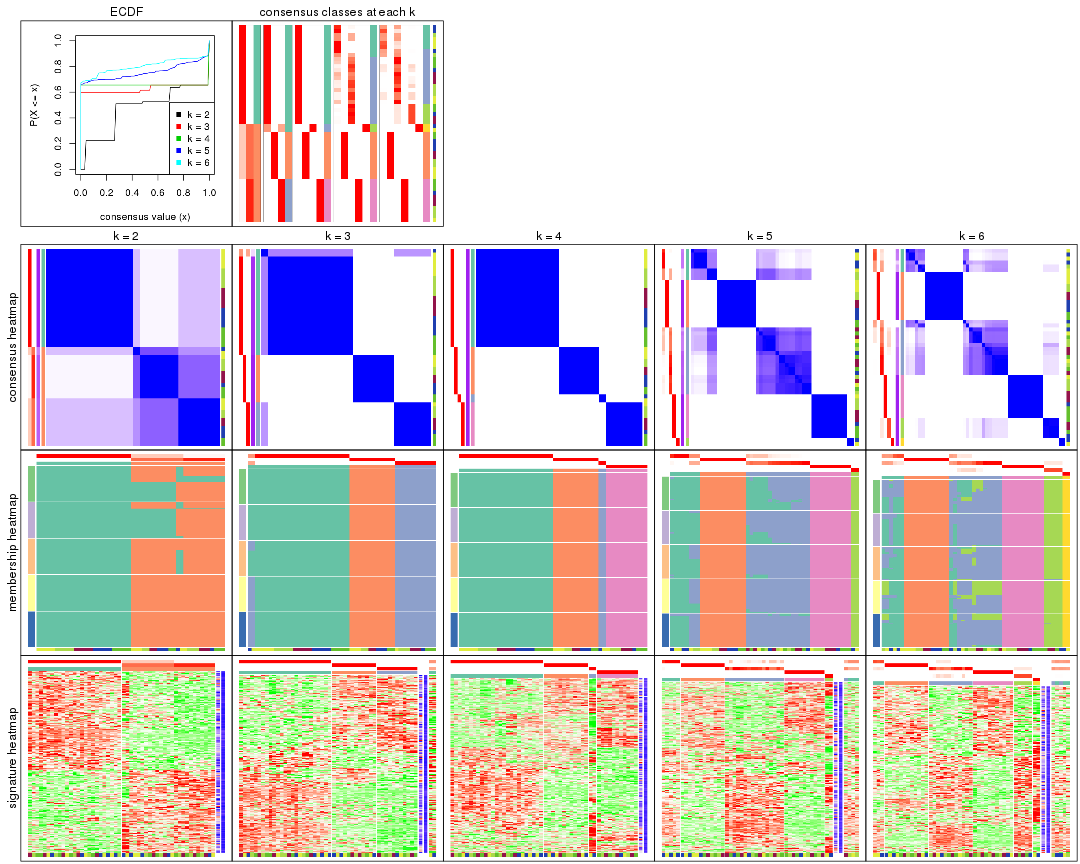 ECDF
consensus classes at each k
P(X <= x)
0.0 0.2 0.4 0.6 0.8 1.0
k = 2
k = 3
k = 4
k = 5
k = 6
0.0 0.2 0.4 0.6 0.8 1.0
consensus value (x)
k = 2
k = 3
k = 4
k = 5
k = 6
consensus heatmap
membership heatmap
signature heatmap